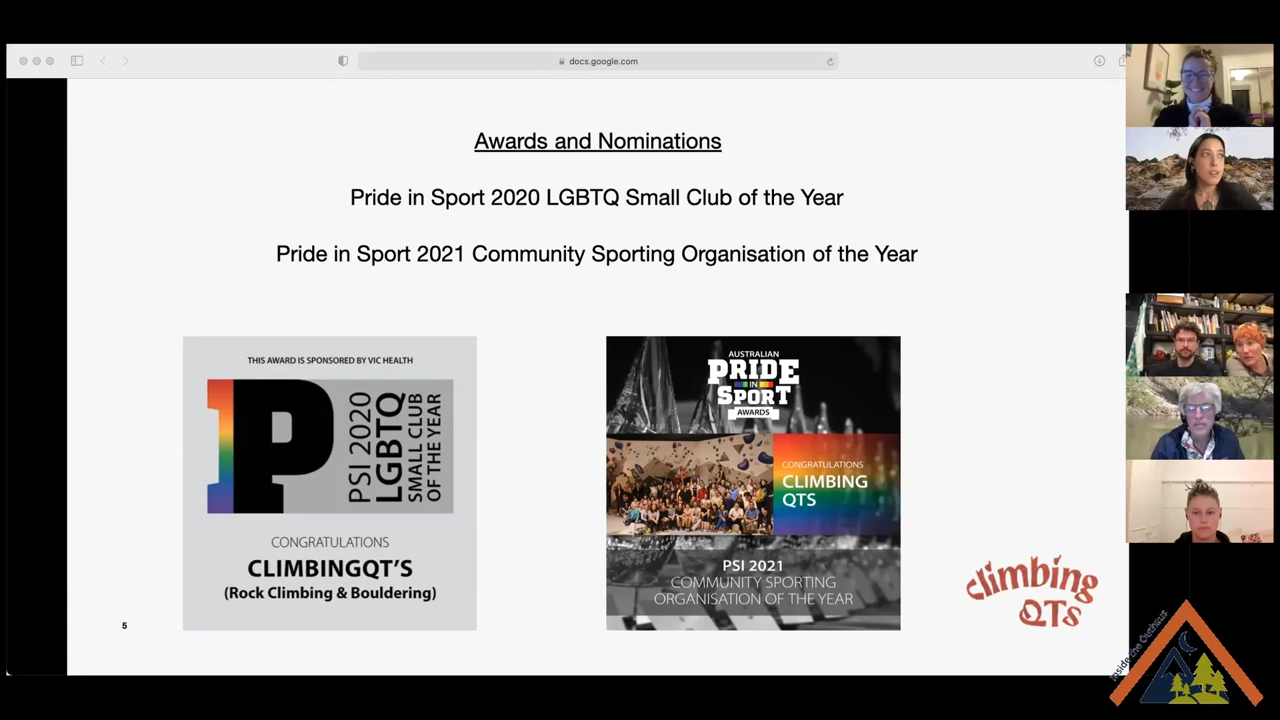 docs.google.com
Awards and Nominations
Pride in Sport 2020 LGBTQ Small Club of the Year
Pride in Sport 2021 Community Sporting Organisation of the Year
THIS AWARD IS SPONSORED BY VIC HEALTH
P
PSI 2020
LGBTQ
SMALL CLUB
OF THE YEAR
CONGRATULATIONS
CLIMBINGQT'S
(Rock Climbing & Bouldering)
AUSTRALIAN
PRIDE
IN
SPORT
AWARDS
CONGRATULATIONS
CLIMBING
QTS
PSI 2021
COMMUNITY SPORTING
ORGANISATION OF THE YEAR
climbing
QTs
5
Inside the Outhaus